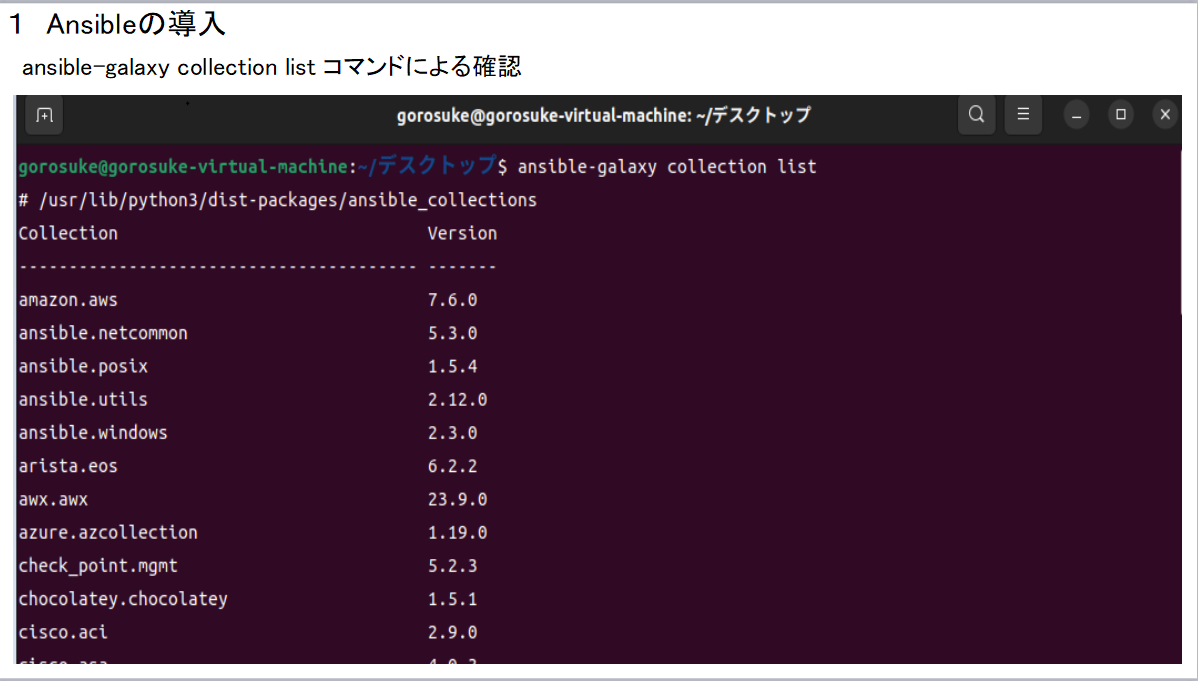 1 Ansibleの導入
ansible-galaxy collection list コマンドによる確認
gorosuke@gorosuke-virtual-machine: ~/デスクトップ
gorosuke@gorosuke-virtual-machine:~/デスクトップ$ ansible-galaxy collection list
# /usr/lib/python3/dist-packages/ansible_collections
Collection Version
---------------------------------------- -------
amazon.aws 7.6.0
ansible.netcommon 5.3.0
ansible.posix 1.5.4
ansible.utils 2.12.0
ansible.windows 2.3.0
arista.eos 6.2.2
awx.awx 23.9.0
azure.azcollection 1.19.0
check_point.mgmt 5.2.3
chocolatey.chocolatey 1.5.1
cisco.aci 2.9.0
cisco.asa 4.0.3